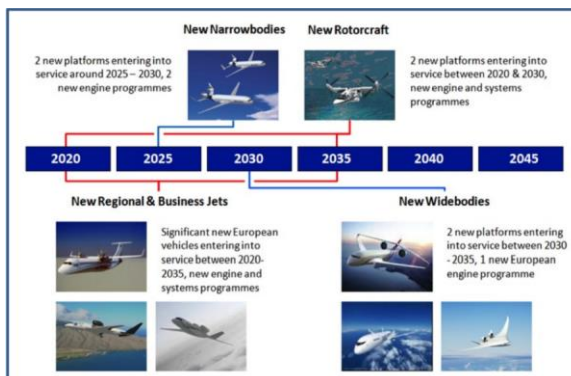 New Narrowbodies
2 new platforms entering into
service around 2025 – 2030, 2
new engine programmes
New Rotorcraft
2 new platforms entering into
service between 2020 & 2030,
new engine and systems
programmes
2020
2025
2030
2035
2040
2045
New Regional & Business Jets
Significant new European
vehicles entering into
service between 2020-
2035, new engine and
systems programmes
New Widebodies
2 new platforms entering
into service between 2030
- 2035, 1 new European
engine programme